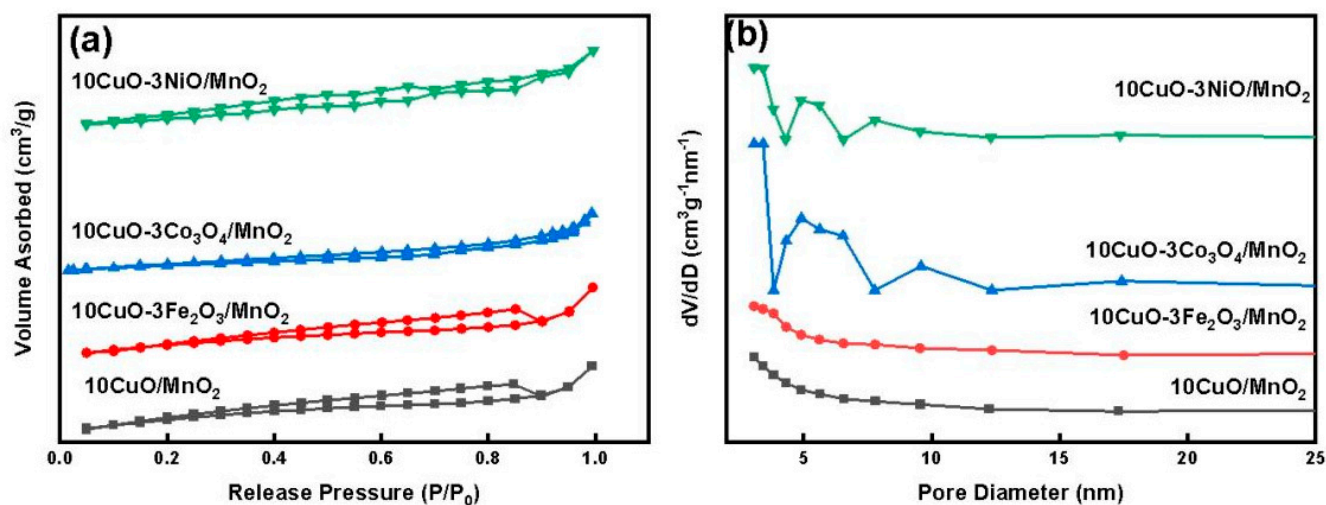 (a)
10CuO-3NiO/MnO₂
10CuO-3Co₃O₄/MnO₂
10CuO-3Fe₂O₃/MnO₂
10CuO/MnO₂
Volume Asorbed (cm³/g)
0.0 0.2 0.4 0.6 0.8 1.0
Release Pressure (P/P₀)
(b)
10CuO-3NiO/MnO₂
10CuO-3Co₃O₄/MnO₂
10CuO-3Fe₂O₃/MnO₂
10CuO/MnO₂
dV/dD (cm³g⁻¹nm⁻¹)
5 10 15 20 25
Pore Diameter (nm)